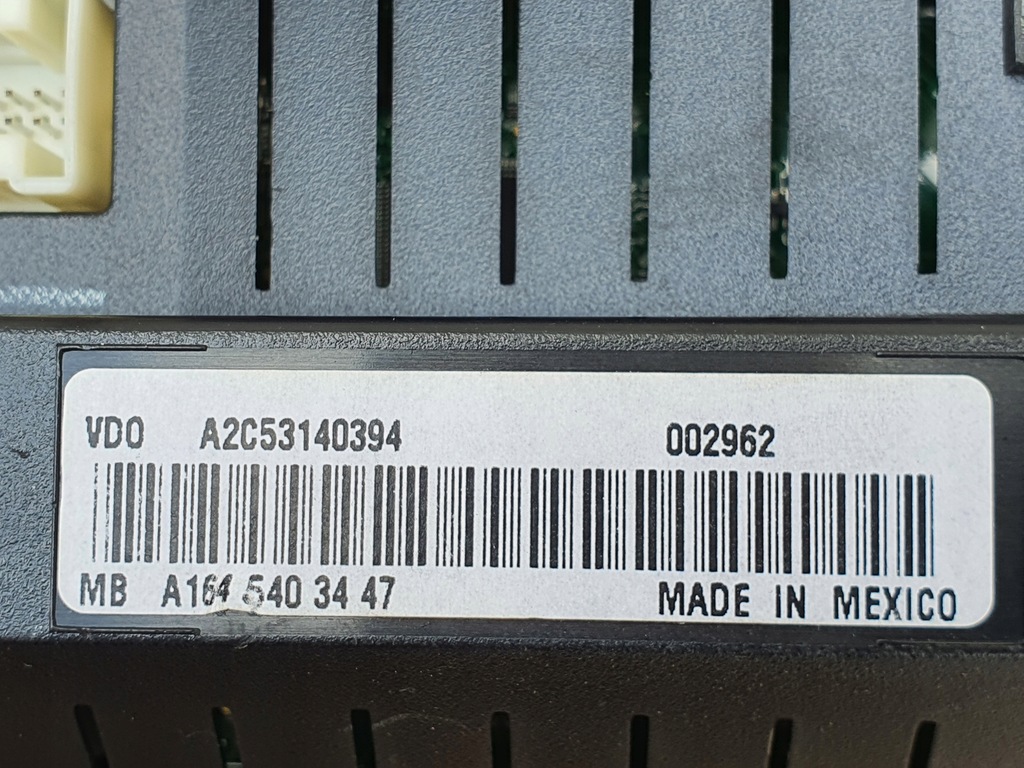 VDO A2C53140394 002962
MB A164 540 34 47 MADE IN MEXICO